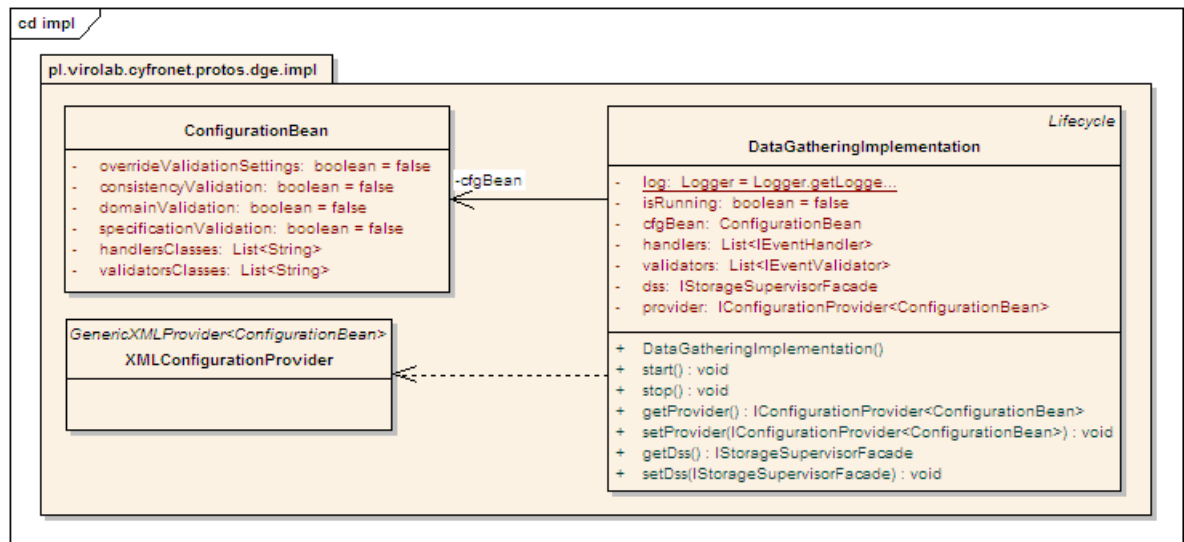 cd impl
pl.virolab.cyfronet.protos.dge.impl
ConfigurationBean
- overrideValidationSettings: boolean = false
- consistencyValidation: boolean = false
- domainValidation: boolean = false
- specificationValidation: boolean = false
- handlersClasses: List<String>
- validatorsClasses: List<String>
-cfgBean
Lifecycle
DataGatheringImplementation
- log: Logger = Logger.getLogge...
- isRunning: boolean = false
- cfgBean: ConfigurationBean
- handlers: List<IEventHandler>
- validators: List<IEventValidator>
- dss: IStorageSupervisorFacade
- provider: IConfigurationProvider<ConfigurationBean>
+ DataGatheringImplementation()
+ start() : void
+ stop() : void
+ getProvider() : IConfigurationProvider<ConfigurationBean>
+ setProvider(IConfigurationProvider<ConfigurationBean>) : void
+ getDss() : IStorageSupervisorFacade
+ setDss(IStorageSupervisorFacade) : void
GenericXMLProvider<ConfigurationBean>
XMLConfigurationProvider